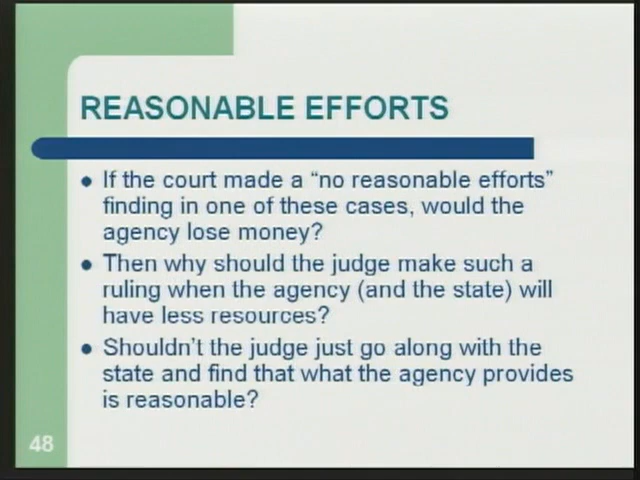 REASONABLE EFFORTS
● If the court made a “no reasonable efforts”
finding in one of these cases, would the
agency lose money?
● Then why should the judge make such a
ruling when the agency (and the state) will
have less resources?
● Shouldn’t the judge just go along with the
state and find that what the agency provides
is reasonable?
48